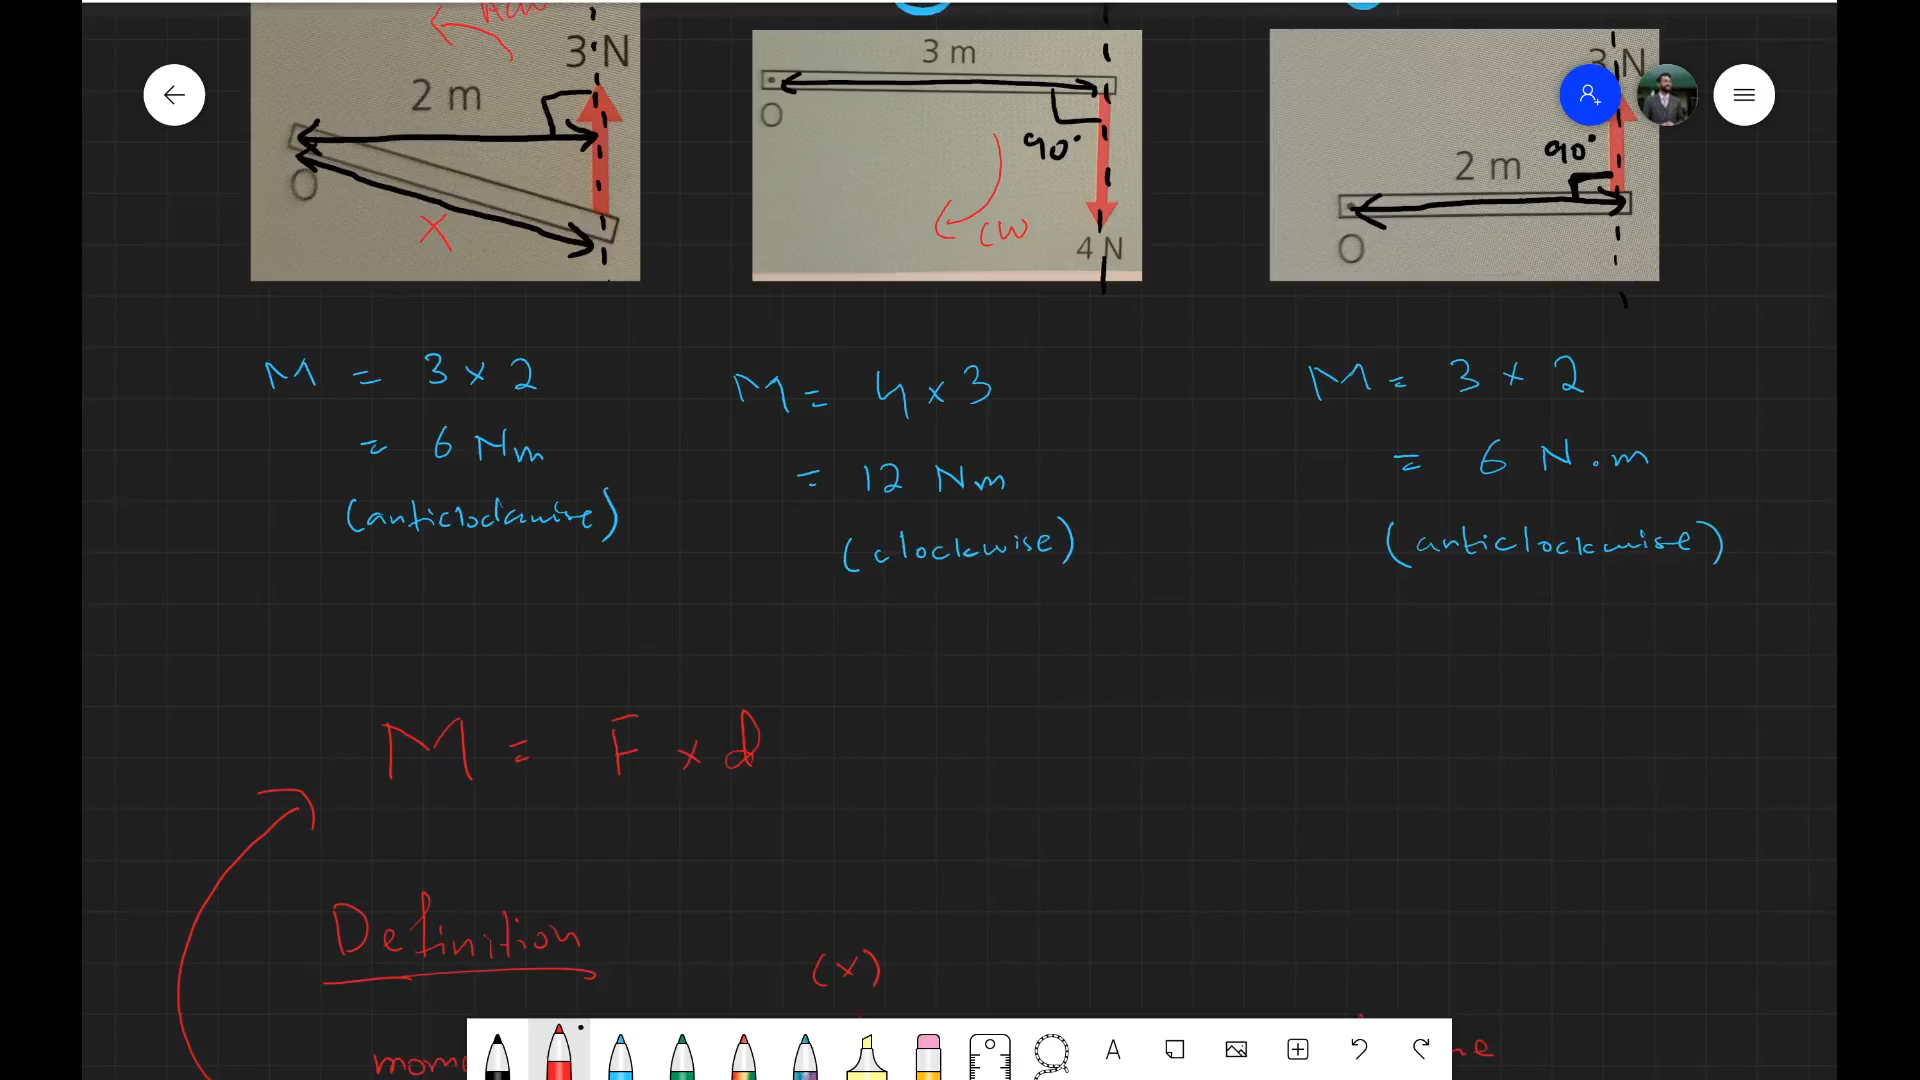 ACW
3 N
2 m
O
X
3 m
O
90°
CW
4 N
3 N
90°
2 m
O
M = 3 x 2
= 6 Nm
(anticlockwise)
M = 4 x 3
= 12 Nm
(clockwise)
M = 3 x 2
= 6 N.m
(anticlockwise)
M = F x d
Definition
(x)
A